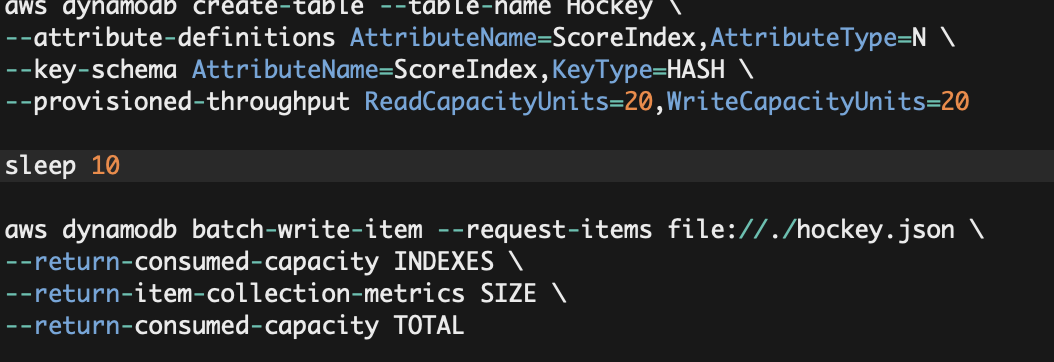 aws dynamodb create-table --table-name Hockey \
--attribute-definitions AttributeName=ScoreIndex,AttributeType=N \
--key-schema AttributeName=ScoreIndex,KeyType=HASH \
--provisioned-throughput ReadCapacityUnits=20,WriteCapacityUnits=20
sleep 10
aws dynamodb batch-write-item --request-items file://./hockey.json \
--return-consumed-capacity INDEXES \
--return-item-collection-metrics SIZE \
--return-consumed-capacity TOTAL